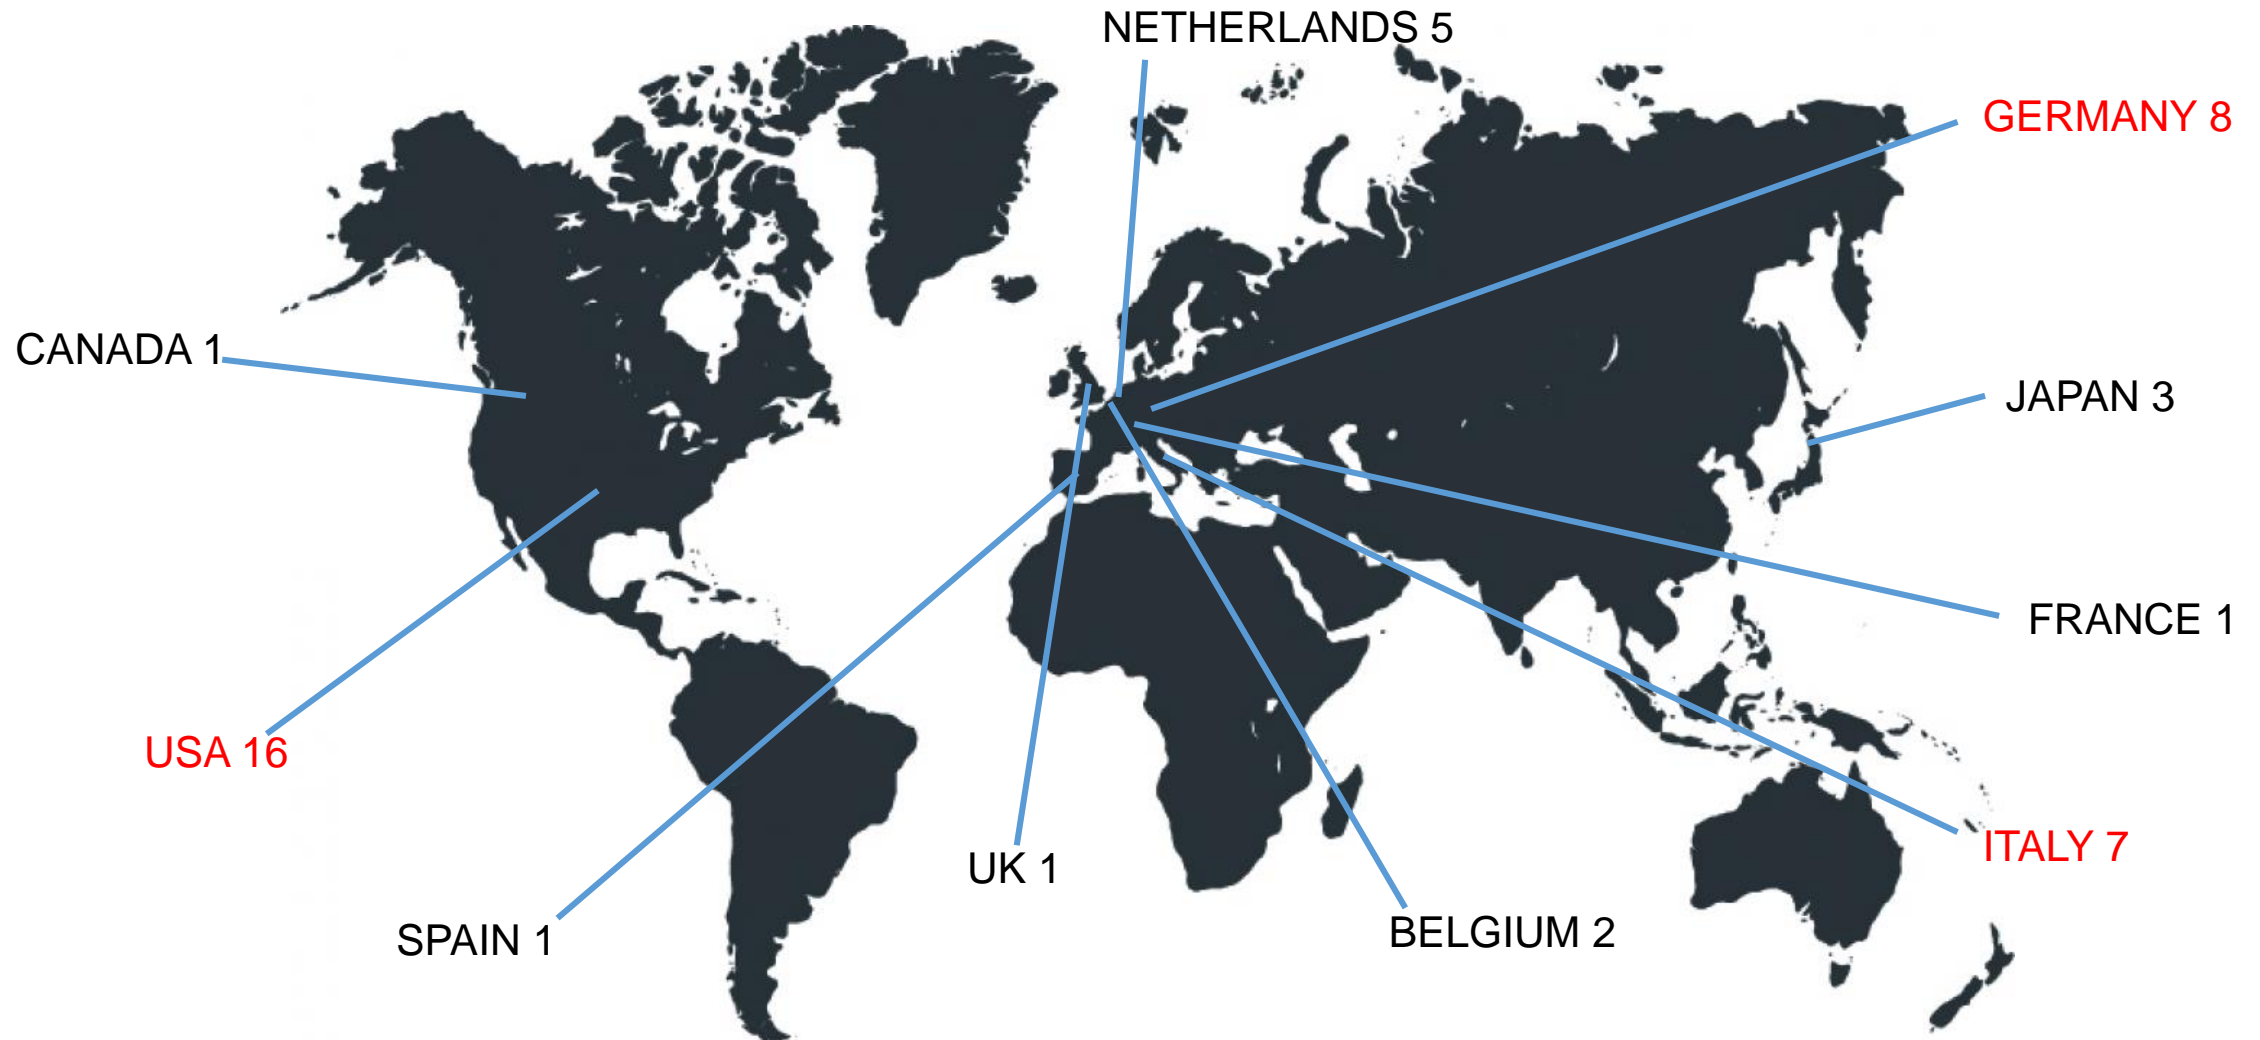 NETHERLANDS 5
GERMANY 8
CANADA 1
JAPAN 3
FRANCE 1
USA 16
ITALY 7
UK 1
BELGIUM 2
SPAIN 1